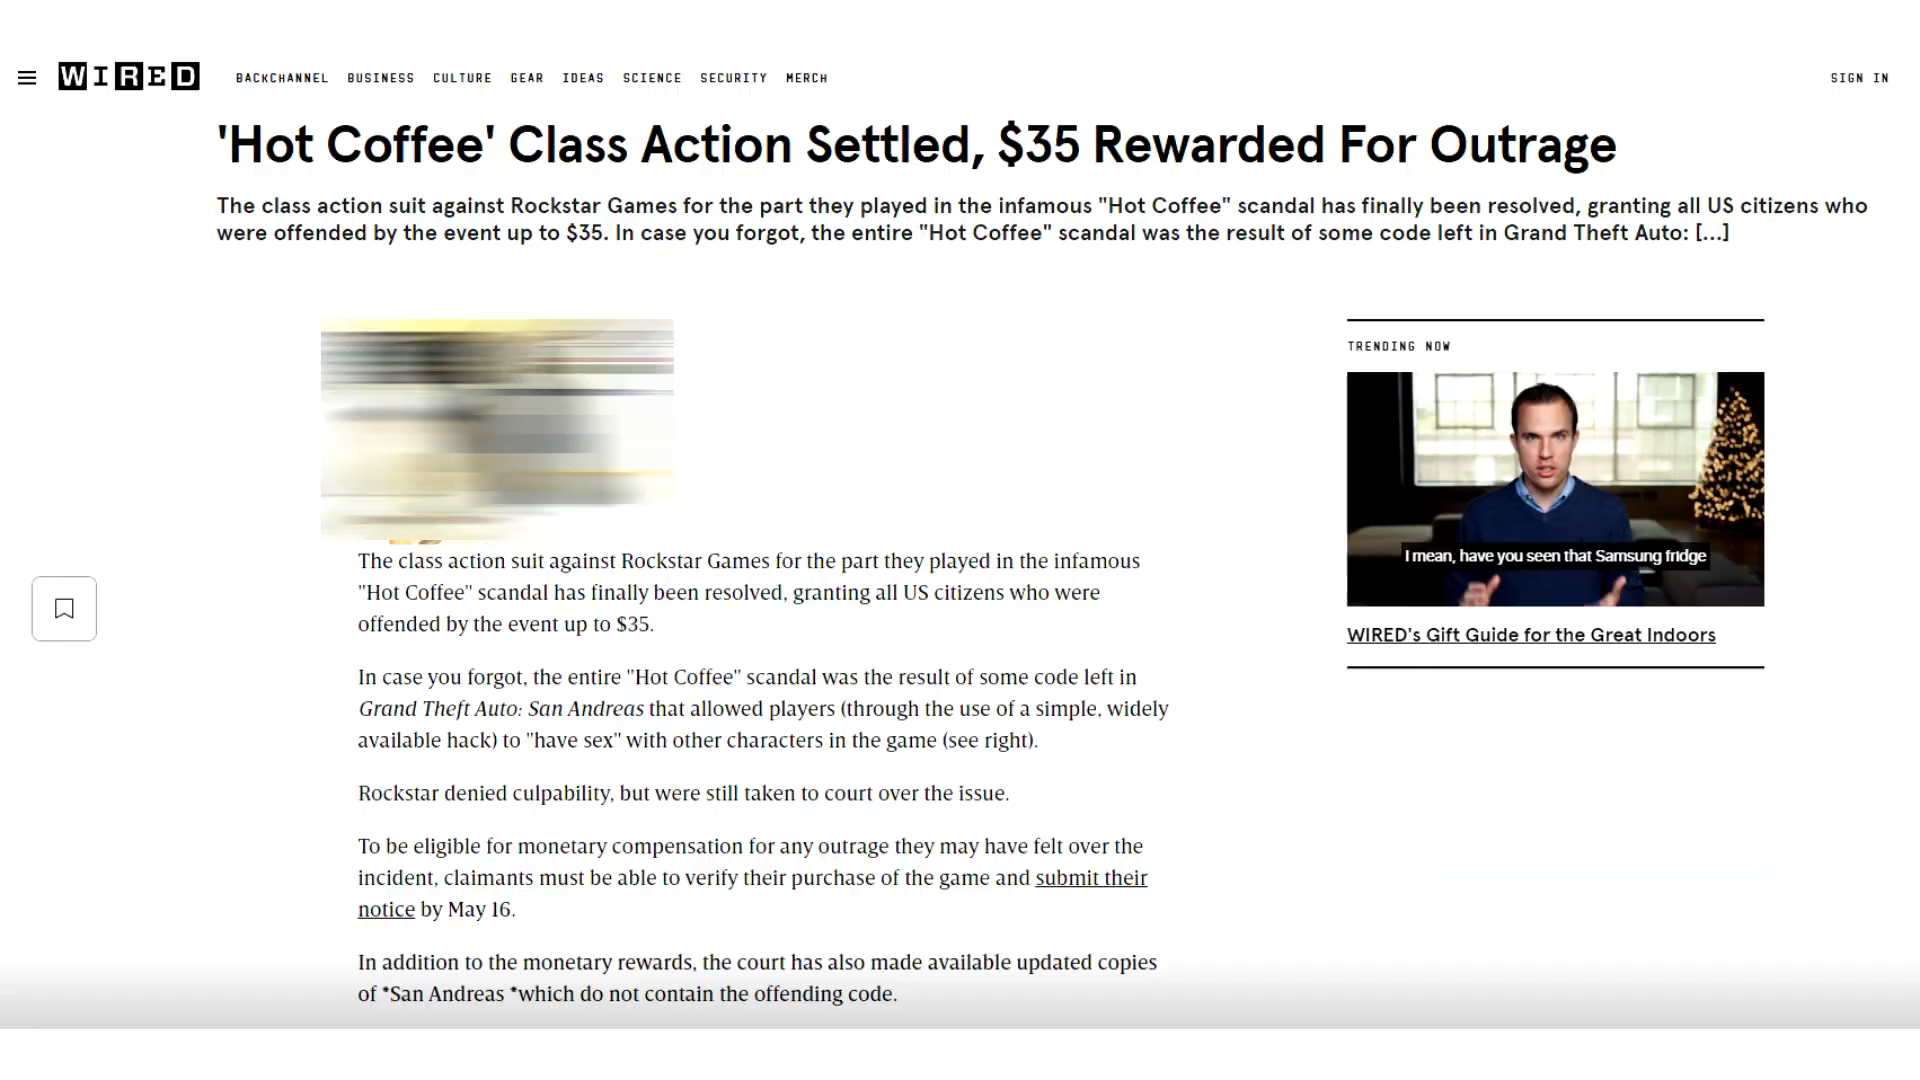 WIRED
BACKCHANNEL BUSINESS CULTURE GEAR IDEAS SCIENCE SECURITY MERCH
SIGN IN
'Hot Coffee' Class Action Settled, $35 Rewarded For Outrage
The class action suit against Rockstar Games for the part they played in the infamous "Hot Coffee" scandal has finally been resolved, granting all US citizens who
were offended by the event up to $35. In case you forgot, the entire "Hot Coffee" scandal was the result of some code left in Grand Theft Auto: [...]
The class action suit against Rockstar Games for the part they played in the infamous
"Hot Coffee" scandal has finally been resolved, granting all US citizens who were
offended by the event up to $35.
In case you forgot, the entire "Hot Coffee" scandal was the result of some code left in
Grand Theft Auto: San Andreas that allowed players (through the use of a simple, widely
available hack) to "have sex" with other characters in the game (see right).
Rockstar denied culpability, but were still taken to court over the issue.
To be eligible for monetary compensation for any outrage they may have felt over the
incident, claimants must be able to verify their purchase of the game and submit their
notice by May 16.
In addition to the monetary rewards, the court has also made available updated copies
of *San Andreas *which do not contain the offending code.
TRENDING NOW
I mean, have you seen that Samsung fridge
WIRED's Gift Guide for the Great Indoors